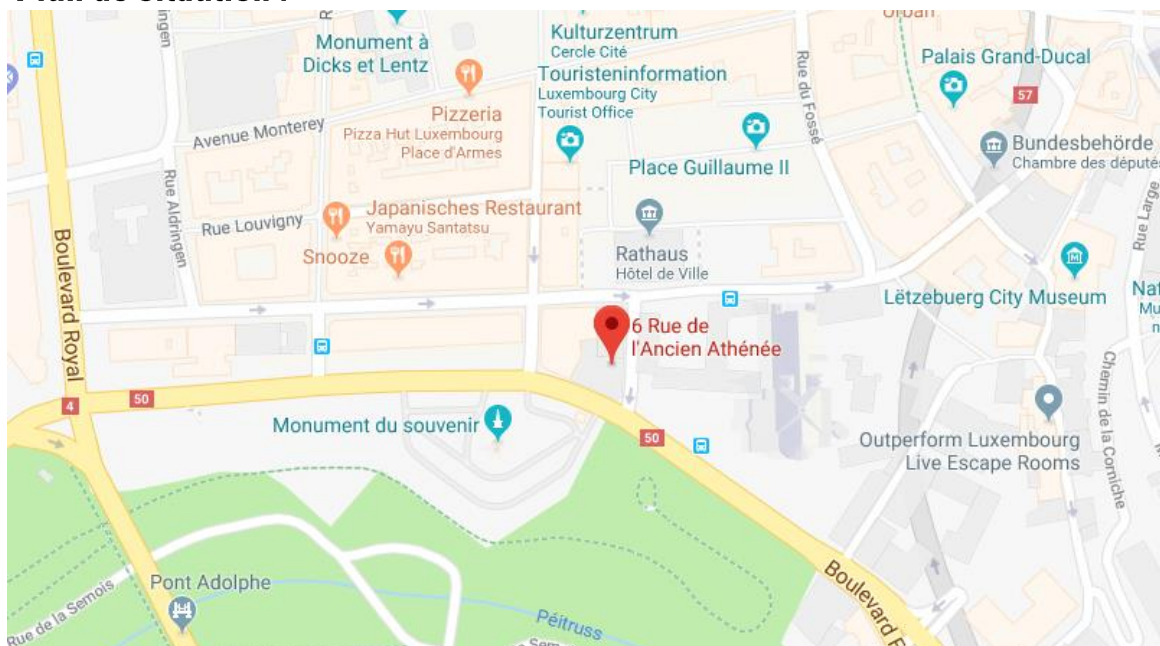 Plan de situation :
Rue Aldringen
Monument à
Dicks et Lentz
Kulturzentrum
Cercle Cité
Touristeninformation
Luxembourg City
Tourist Office
Urban
Palais Grand-Ducal
57
Rue du Fossé
Avenue Monterey
Pizzeria
Pizza Hut Luxembourg
Place d'Armes
Place Guillaume II
Bundesbehörde
Chambre des députés
Rue Large
Rue Louvigny
Japanisches Restaurant
Yamayu Santatsu
Snooze
Rathaus
Hôtel de Ville
Lëtzebuerg City Museum
Boulevard Royal
6 Rue de
l'Ancien Athénée
Chemin de la Corniche
4
50
Monument du souvenir
50
Outperform Luxembourg
Live Escape Rooms
Pont Adolphe
Rue de la Semois
Péitruss
Boulevard F